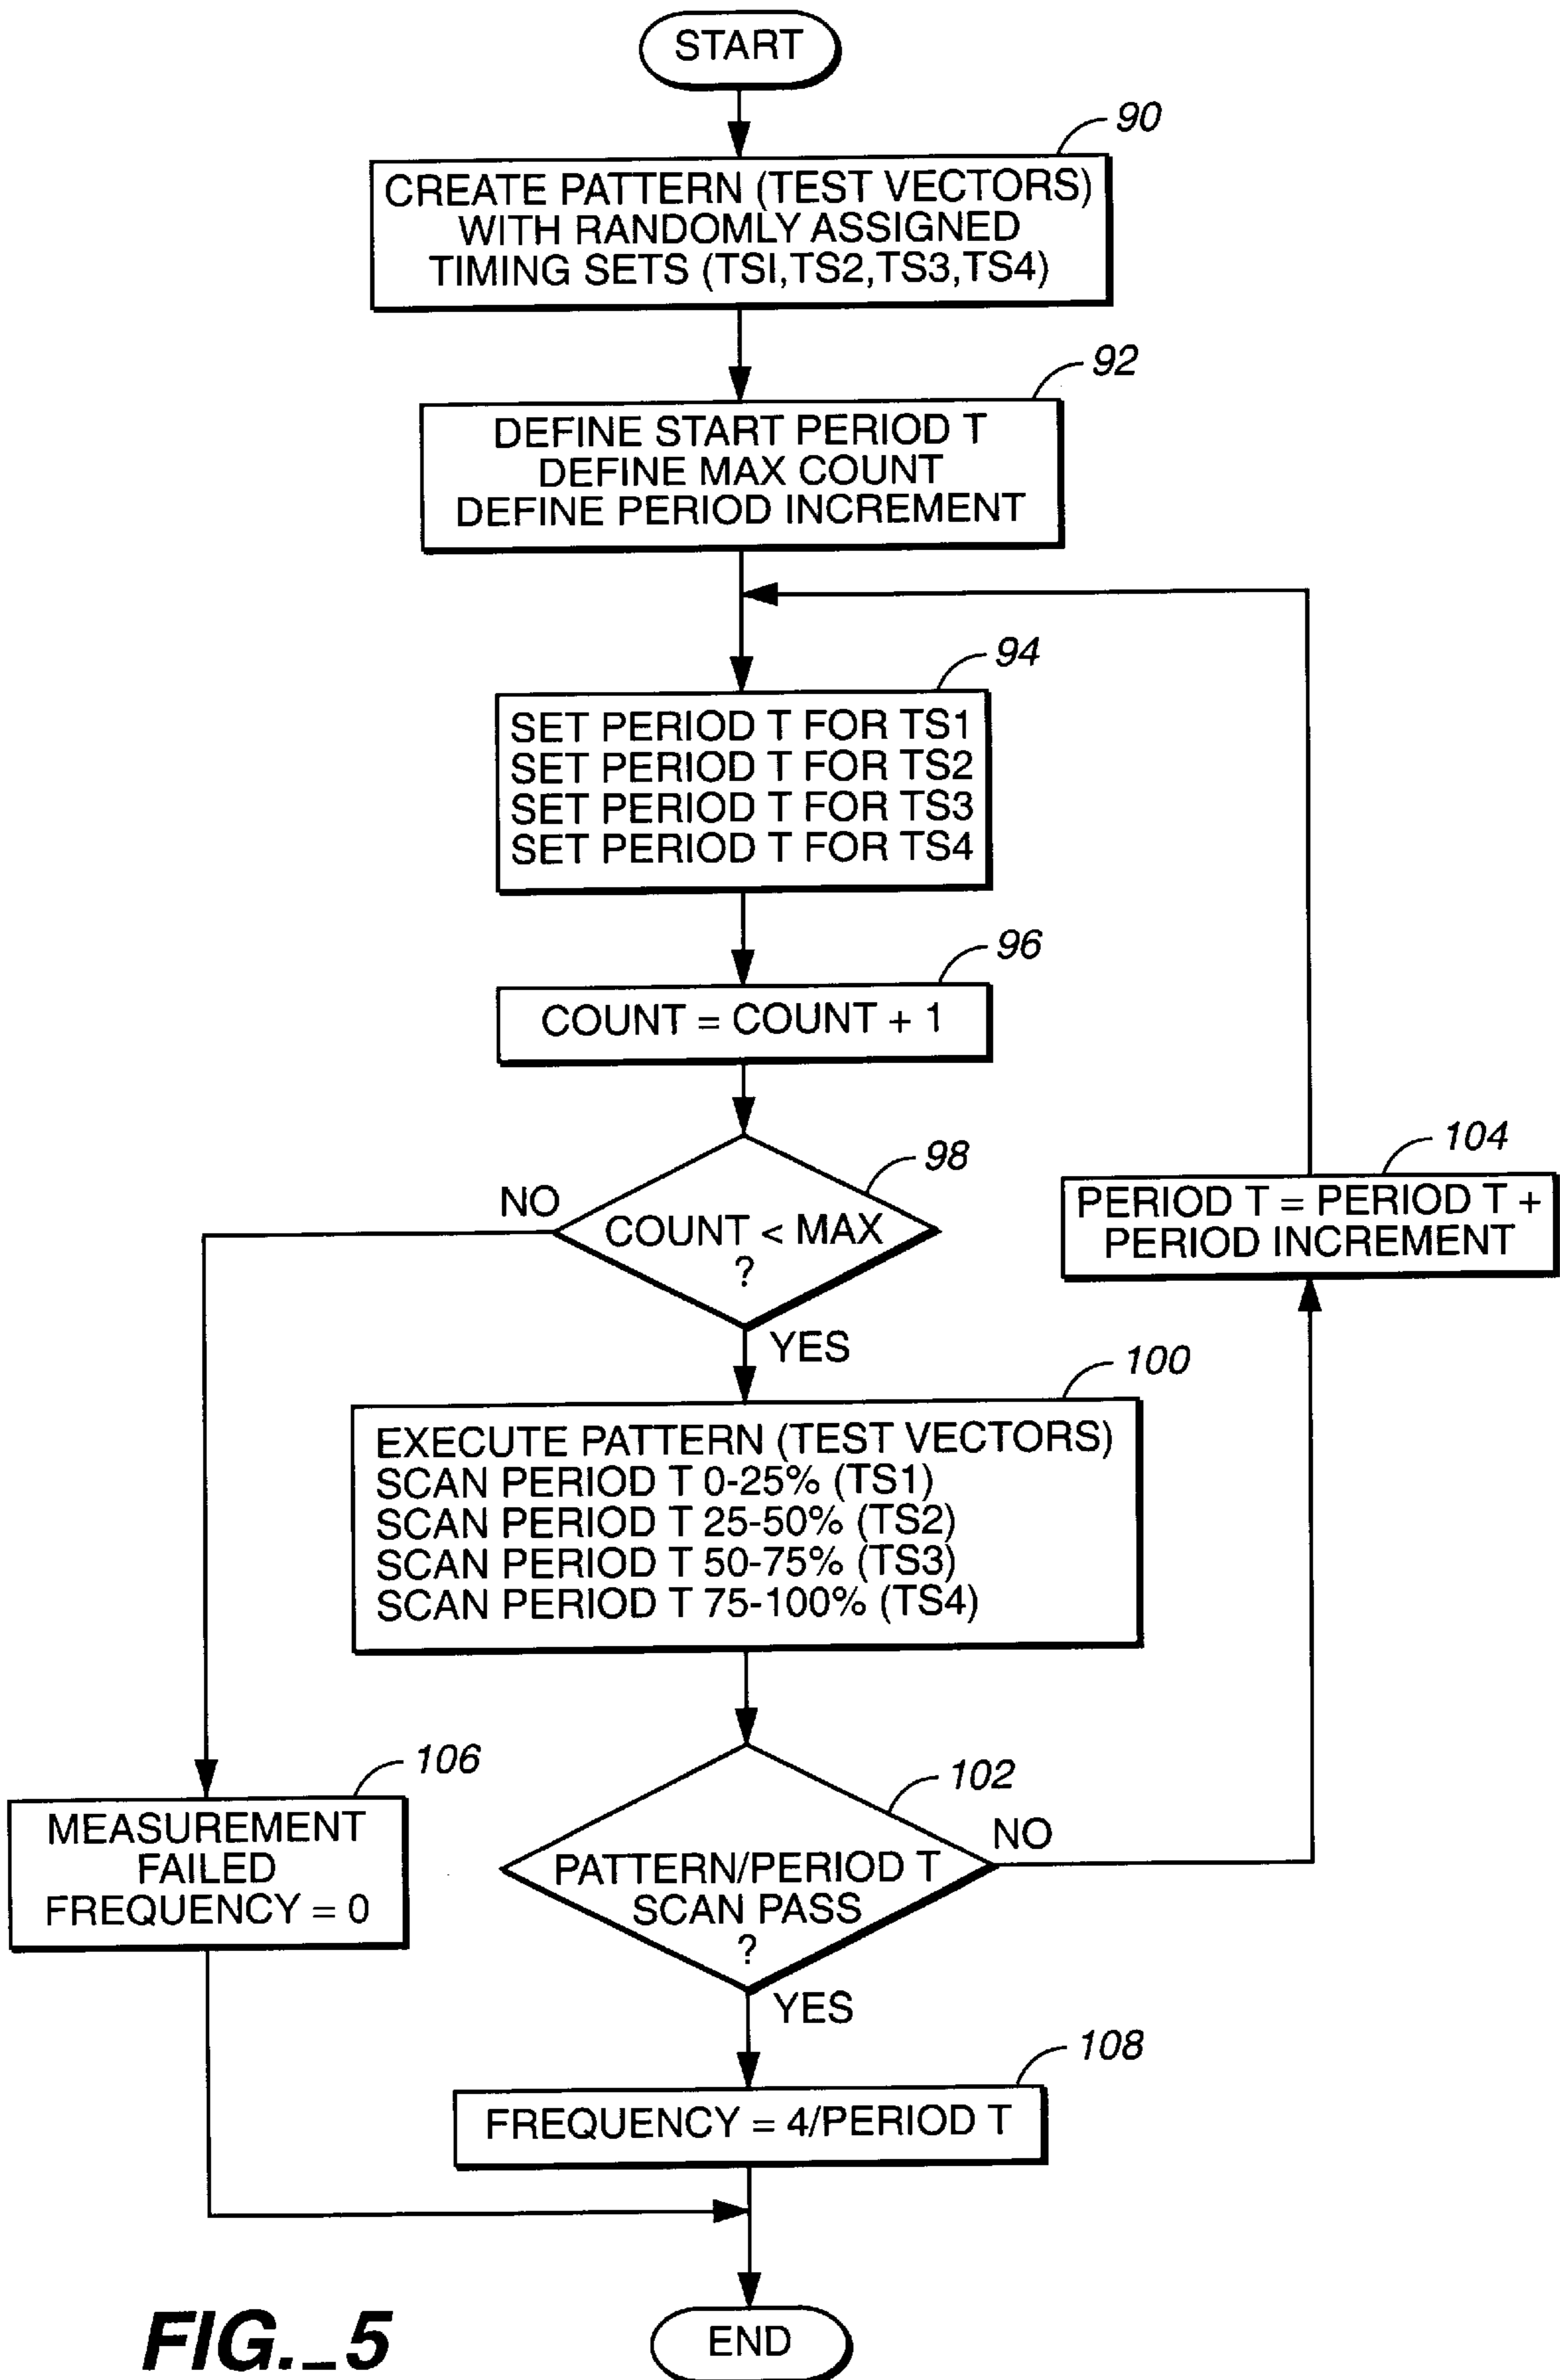 START
90
CREATE PATTERN (TEST VECTORS)
WITH RANDOMLY ASSIGNED
TIMING SETS (TSI,TS2,TS3,TS4)
92
DEFINE START PERIOD T
DEFINE MAX COUNT
DEFINE PERIOD INCREMENT
94
SET PERIOD T FOR TS1
SET PERIOD T FOR TS2
SET PERIOD T FOR TS3
SET PERIOD T FOR TS4
96
COUNT = COUNT + 1
98
NO
COUNT < MAX
?
YES
104
PERIOD T = PERIOD T +
PERIOD INCREMENT
100
EXECUTE PATTERN (TEST VECTORS)
SCAN PERIOD T 0-25% (TS1)
SCAN PERIOD T 25-50% (TS2)
SCAN PERIOD T 50-75% (TS3)
SCAN PERIOD T 75-100% (TS4)
106
MEASUREMENT
FAILED
FREQUENCY = 0
102
NO
PATTERN/PERIOD T
SCAN PASS
?
YES
108
FREQUENCY = 4/PERIOD T
END
FIG._5